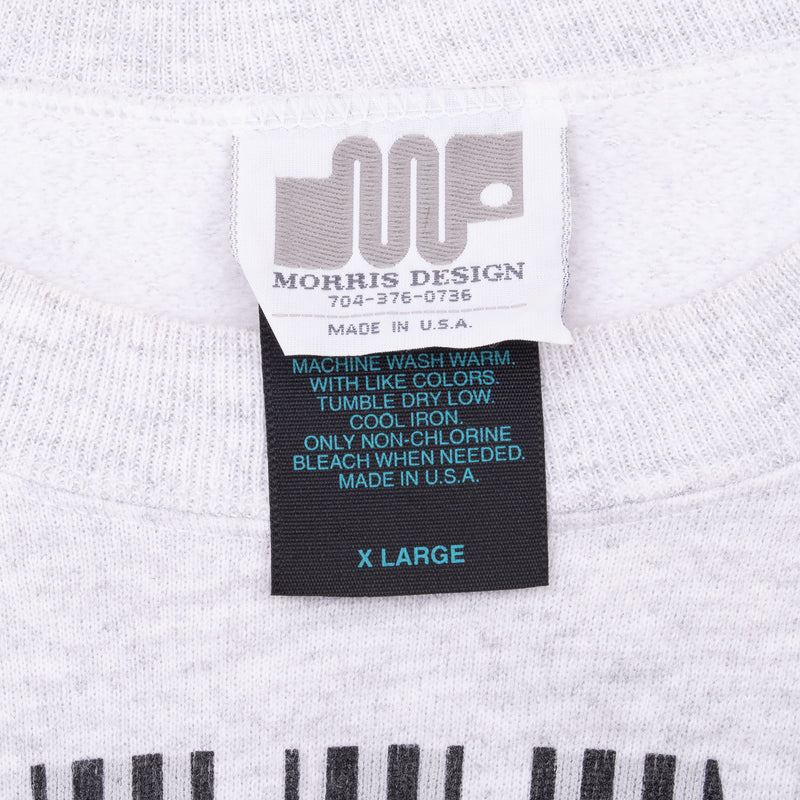 MORRIS DESIGN
704-376-0736
MADE IN U.S.A.
MACHINE WASH WARM.
WITH LIKE COLORS.
TUMBLE DRY LOW.
COOL IRON.
ONLY NON-CHLORINE
BLEACH WHEN NEEDED.
MADE IN U.S.A.
X LARGE